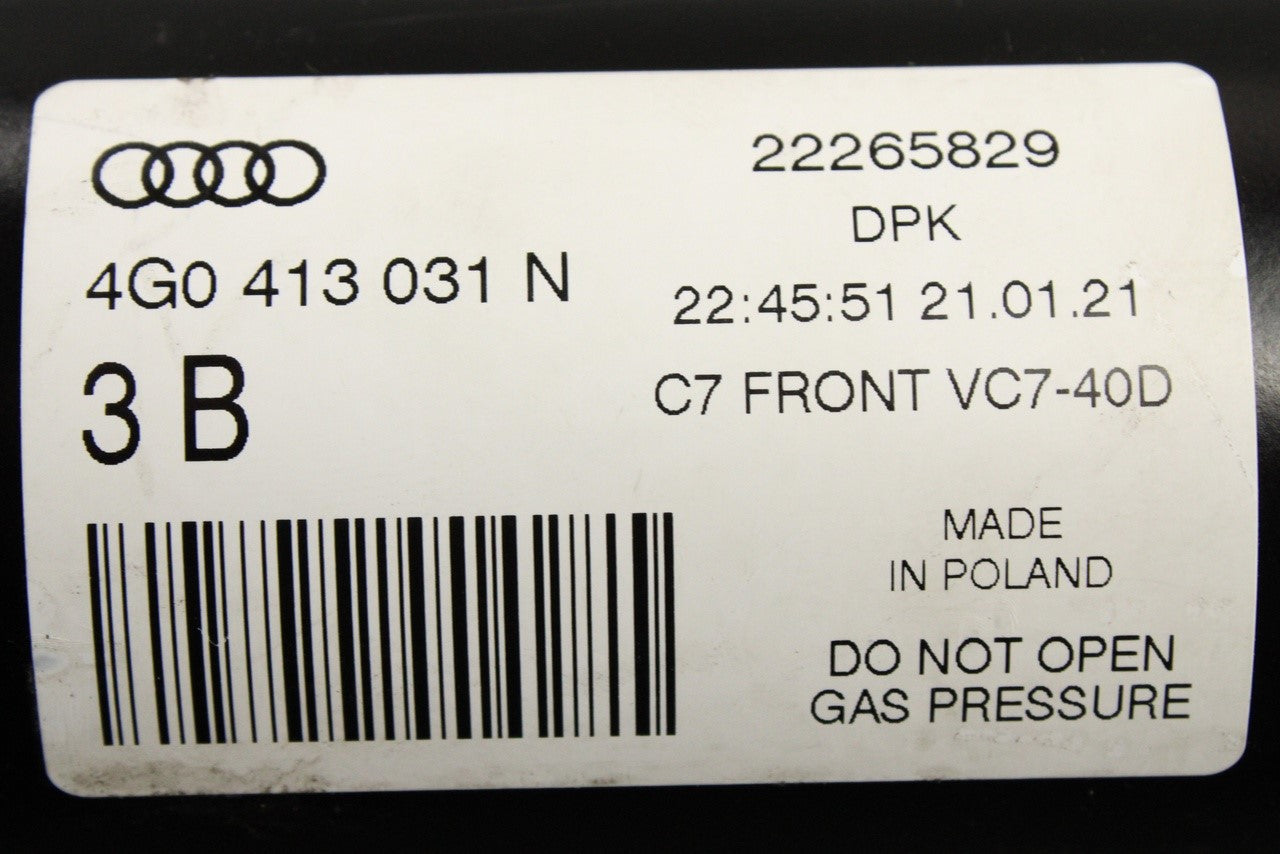 4G0 413 031 N
3 B
22265829
DPK
22:45:51 21.01.21
C7 FRONT VC7-40D
MADE
IN POLAND
DO NOT OPEN
GAS PRESSURE